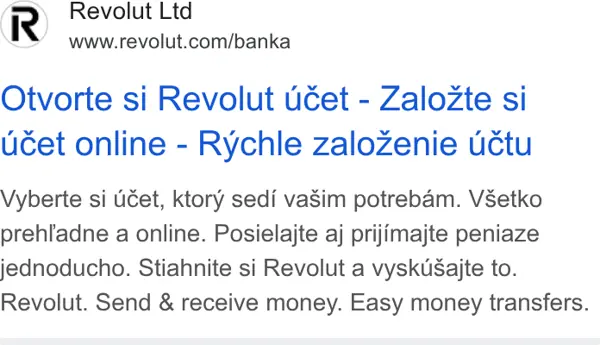 R
Revolut Ltd
www.revolut.com/banka
Otvorte si Revolut účet - Založte si
účet online - Rýchle založenie účtu
Vyberte si účet, ktorý sedí vašim potrebám. Všetko
prehľadne a online. Posielajte aj prijímajte peniaze
jednoducho. Stiahnite si Revolut a vyskúšajte to.
Revolut. Send & receive money. Easy money transfers.